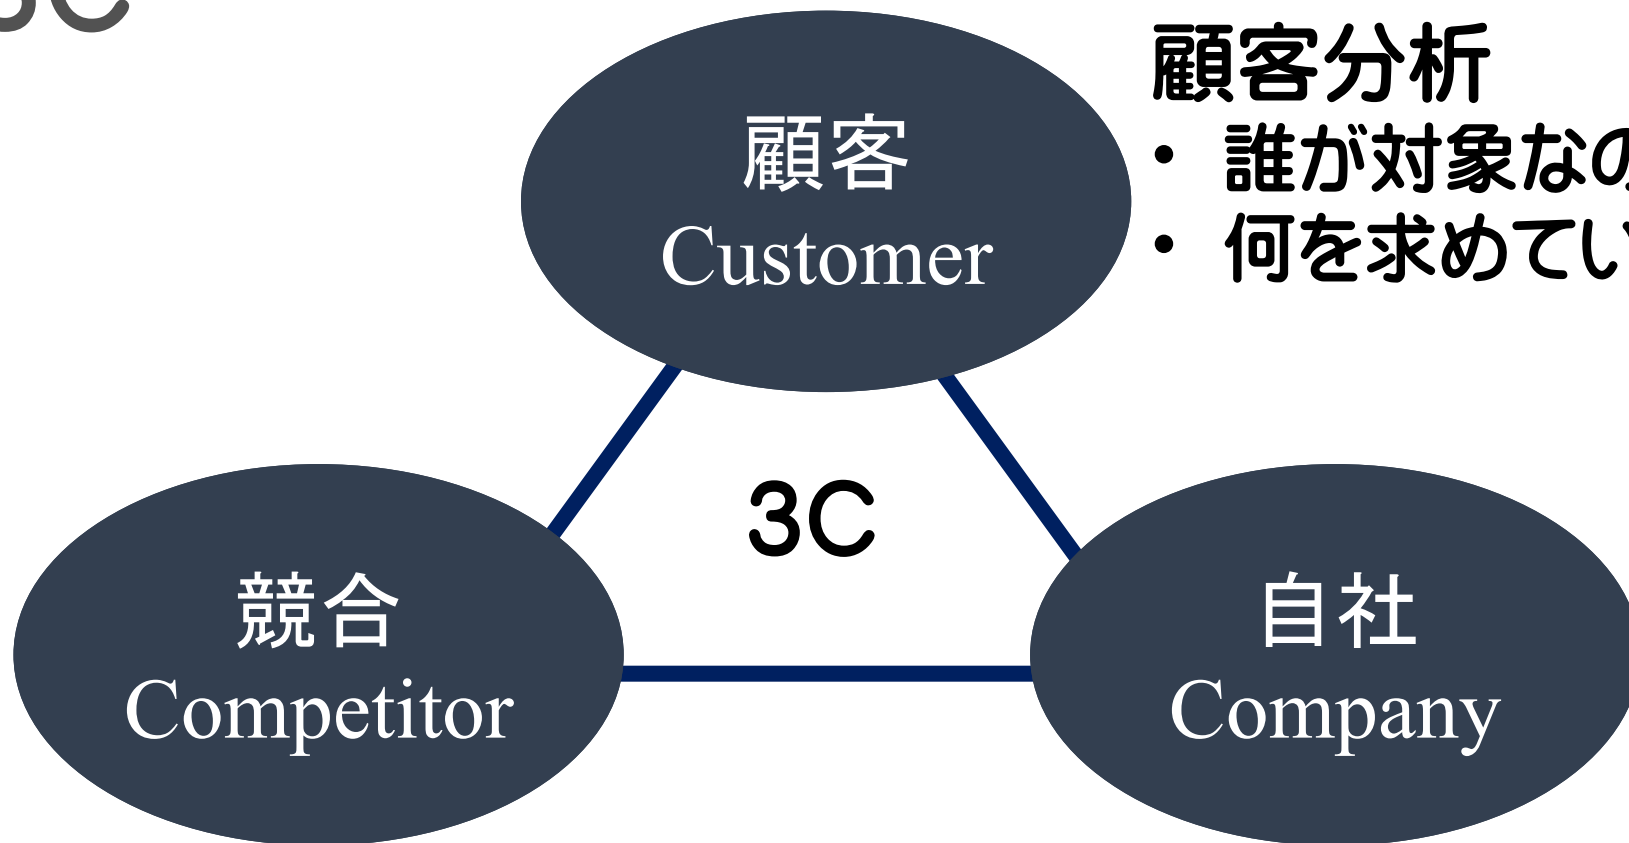 3C
顧客
Customer
顧客分析
• 誰が対象なの
• 何を求めてい
3C
競合
Competitor
自社
Company